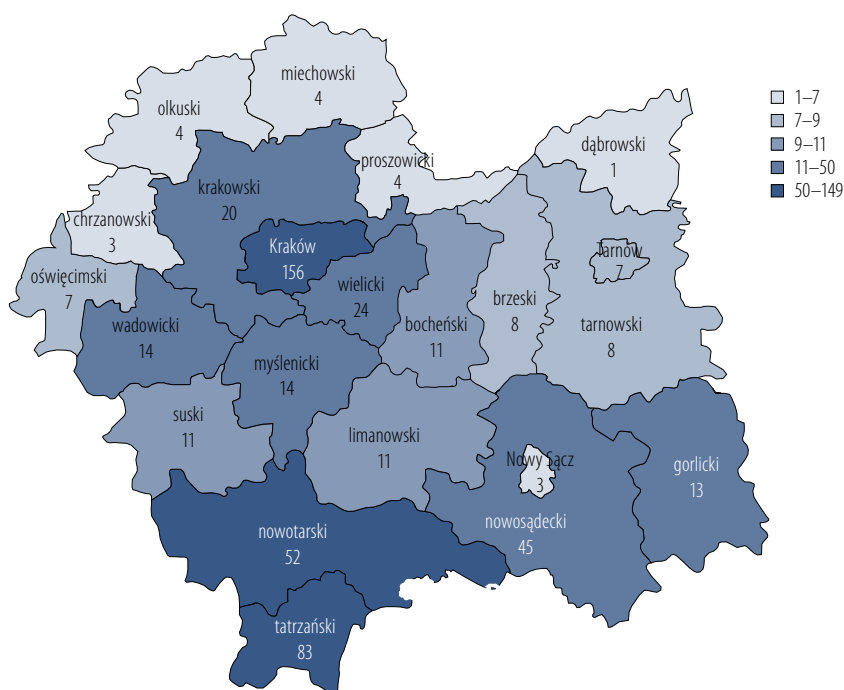 miechowski
4
olkuski
4
1–7
7–9
9–11
11–50
50–149
dąbrowski
1
proszowicki
4
krakowski
20
chrzanowski
3
Kraków
156
Tarnów
7
oświęcimski
7
wielicki
24
brzeski
8
wadowicki
14
bocheński
11
tarnowski
8
myślenicki
14
suski
11
limanowski
11
Nowy Sącz
3
gorlicki
13
nowotarski
52
nowosądecki
45
tatrzański
83